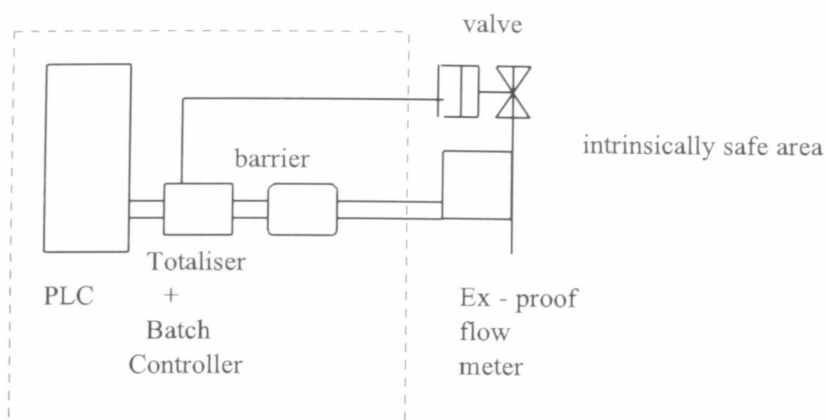 valve
barrier
intrinsically safe area
Totaliser
+
Batch
Controller
PLC
Ex - proof
flow
meter